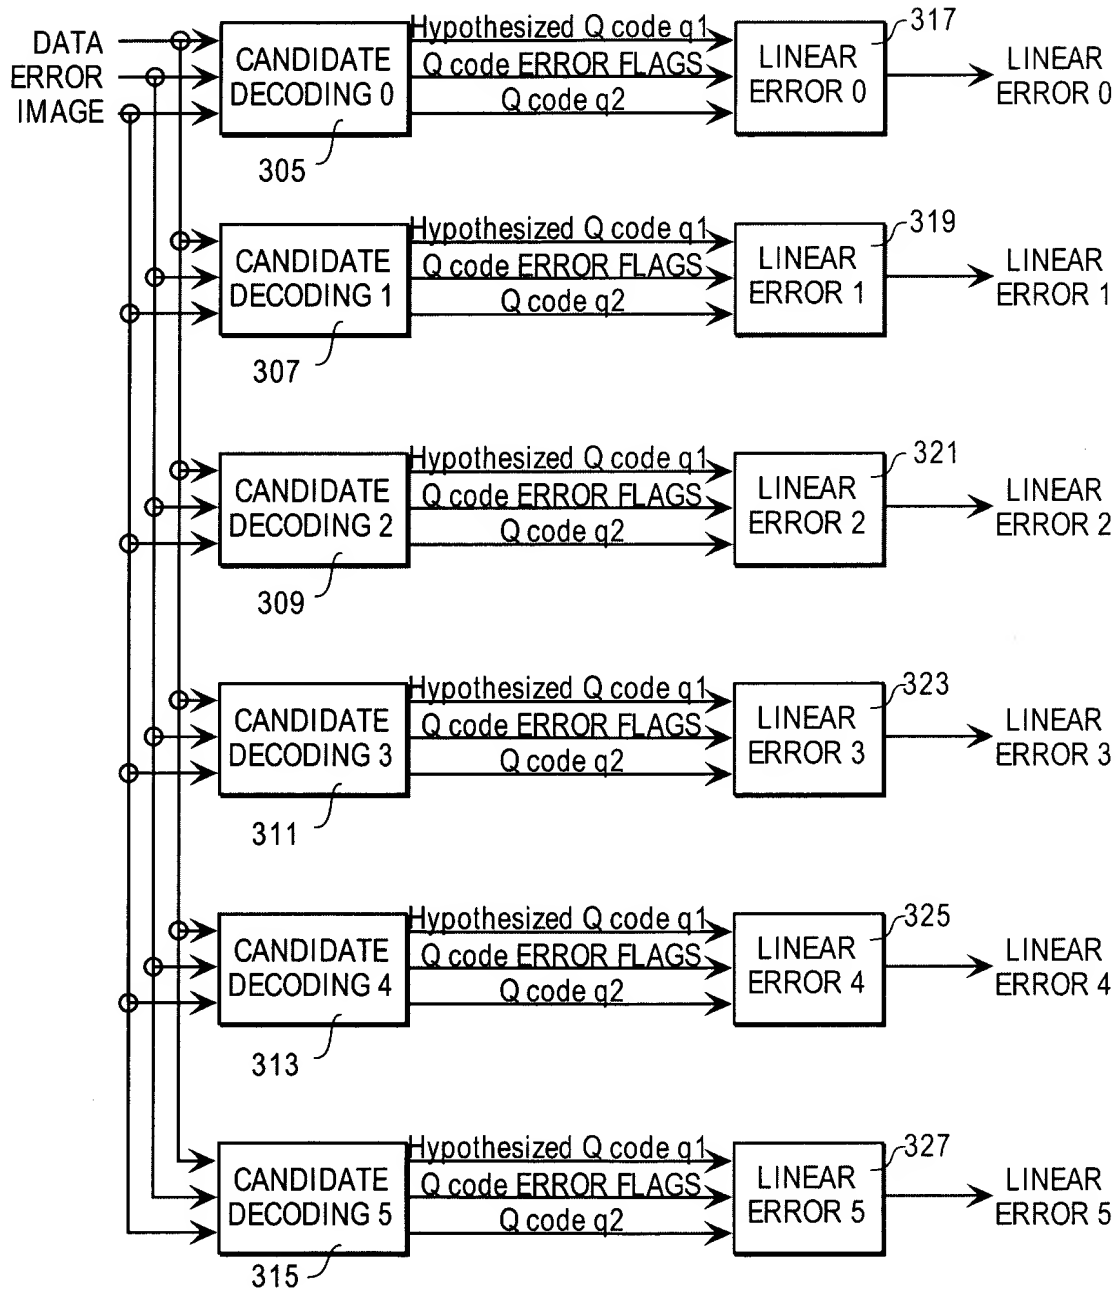 DATA
ERROR
IMAGE
CANDIDATE
DECODING 0
305
Hypothesized Q code q1
Q code ERROR FLAGS
Q code q2
LINEAR
ERROR 0
317
LINEAR
ERROR 0
CANDIDATE
DECODING 1
307
Hypothesized Q code q1
Q code ERROR FLAGS
Q code q2
LINEAR
ERROR 1
319
LINEAR
ERROR 1
CANDIDATE
DECODING 2
309
Hypothesized Q code q1
Q code ERROR FLAGS
Q code q2
LINEAR
ERROR 2
321
LINEAR
ERROR 2
CANDIDATE
DECODING 3
311
Hypothesized Q code q1
Q code ERROR FLAGS
Q code q2
LINEAR
ERROR 3
323
LINEAR
ERROR 3
CANDIDATE
DECODING 4
313
Hypothesized Q code q1
Q code ERROR FLAGS
Q code q2
LINEAR
ERROR 4
325
LINEAR
ERROR 4
CANDIDATE
DECODING 5
315
Hypothesized Q code q1
Q code ERROR FLAGS
Q code q2
LINEAR
ERROR 5
327
LINEAR
ERROR 5